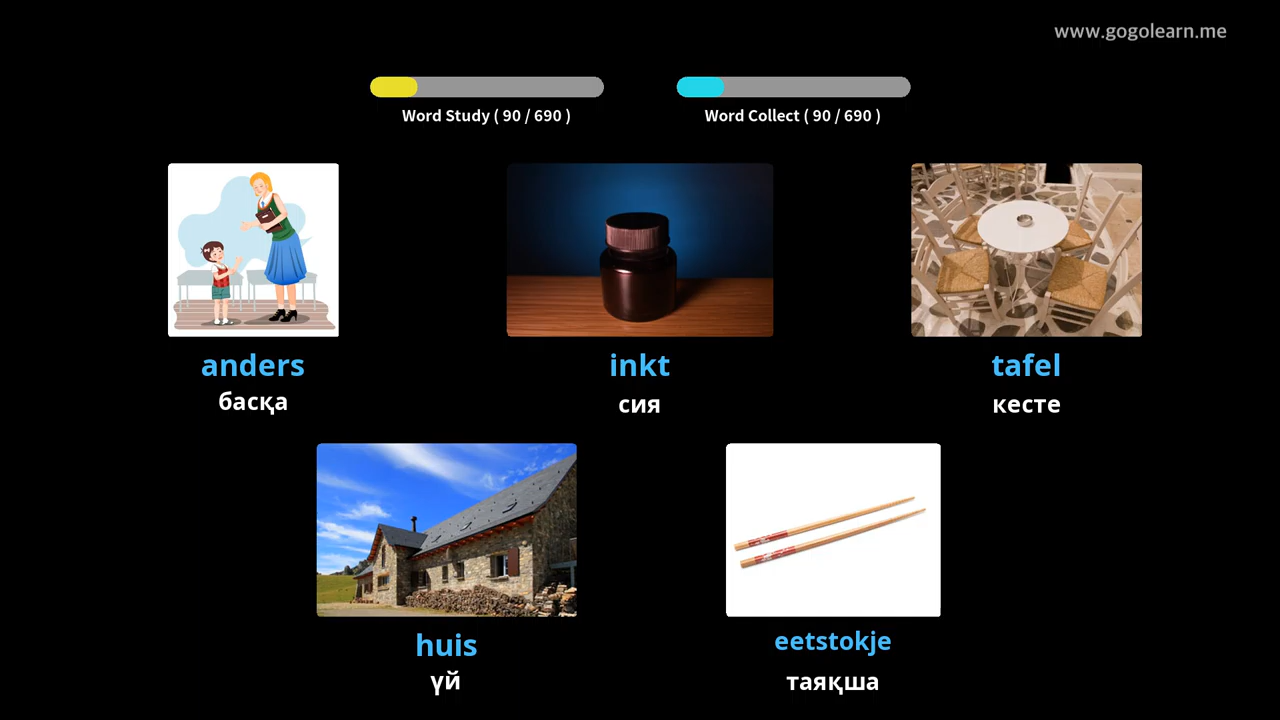 www.gogolearn.me
Word Study ( 90 / 690 )
Word Collect ( 90 / 690 )
anders
басқа
inkt
сия
tafel
кесте
huis
үй
eetstokje
таяқша